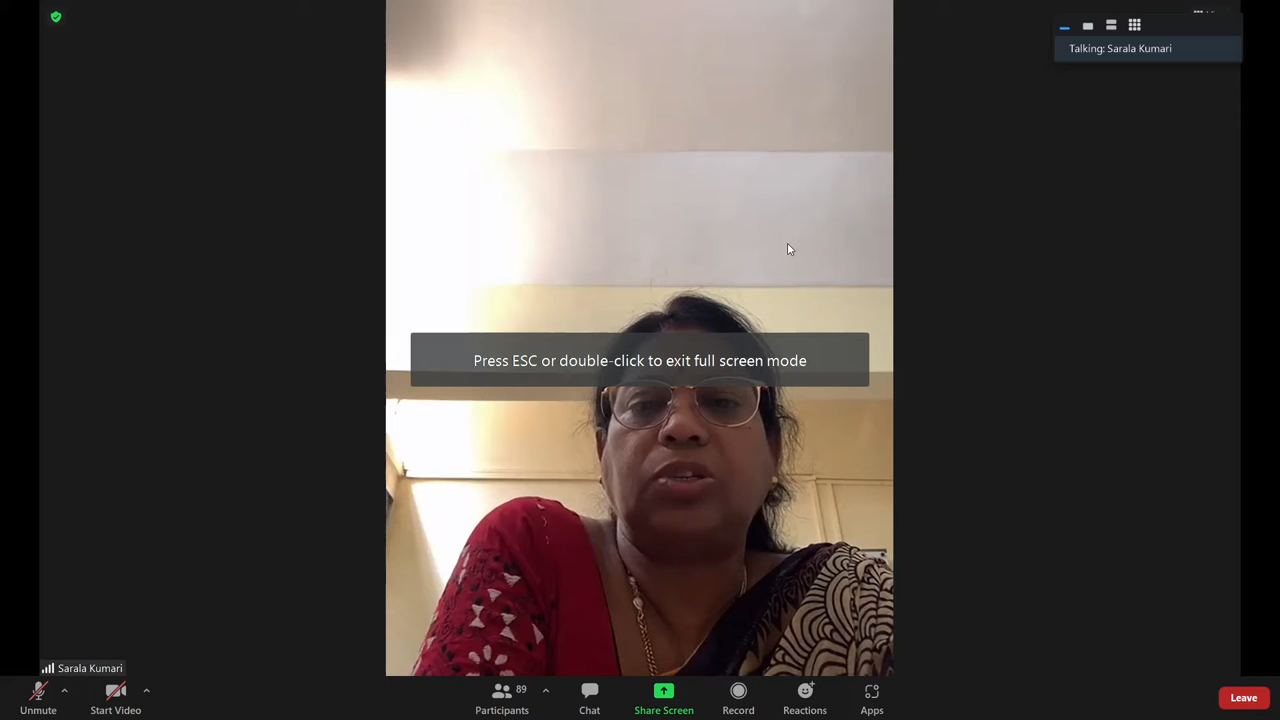 Talking: Sarala Kumari
Press ESC or double-click to exit full screen mode
Sarala Kumari
Unmute
Start Video
89
Participants
Chat
Share Screen
Record
Reactions
Apps
Leave